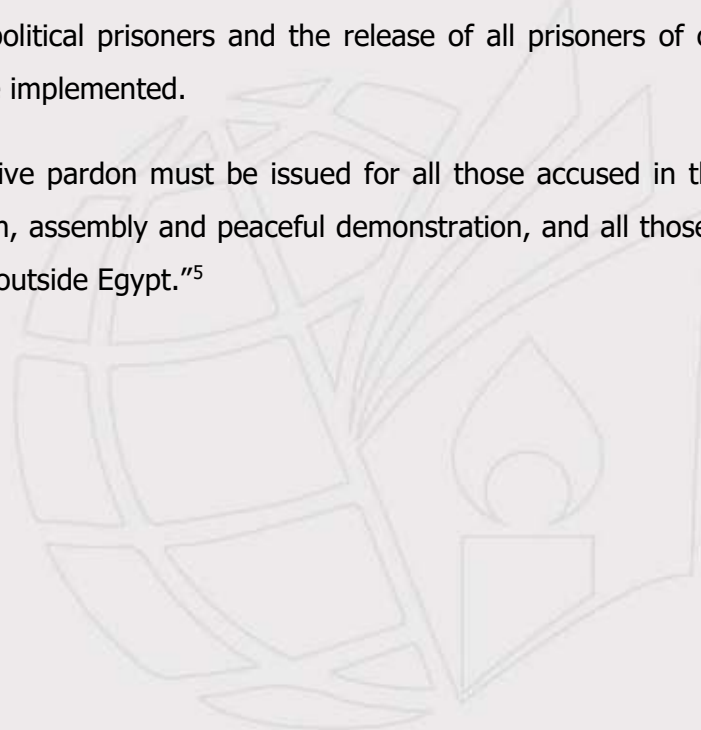 political prisoners and the release of all prisoners of
implemented.
ive pardon must be issued for all those accused in
, assembly and peaceful demonstration, and all those
outside Egypt.”⁵